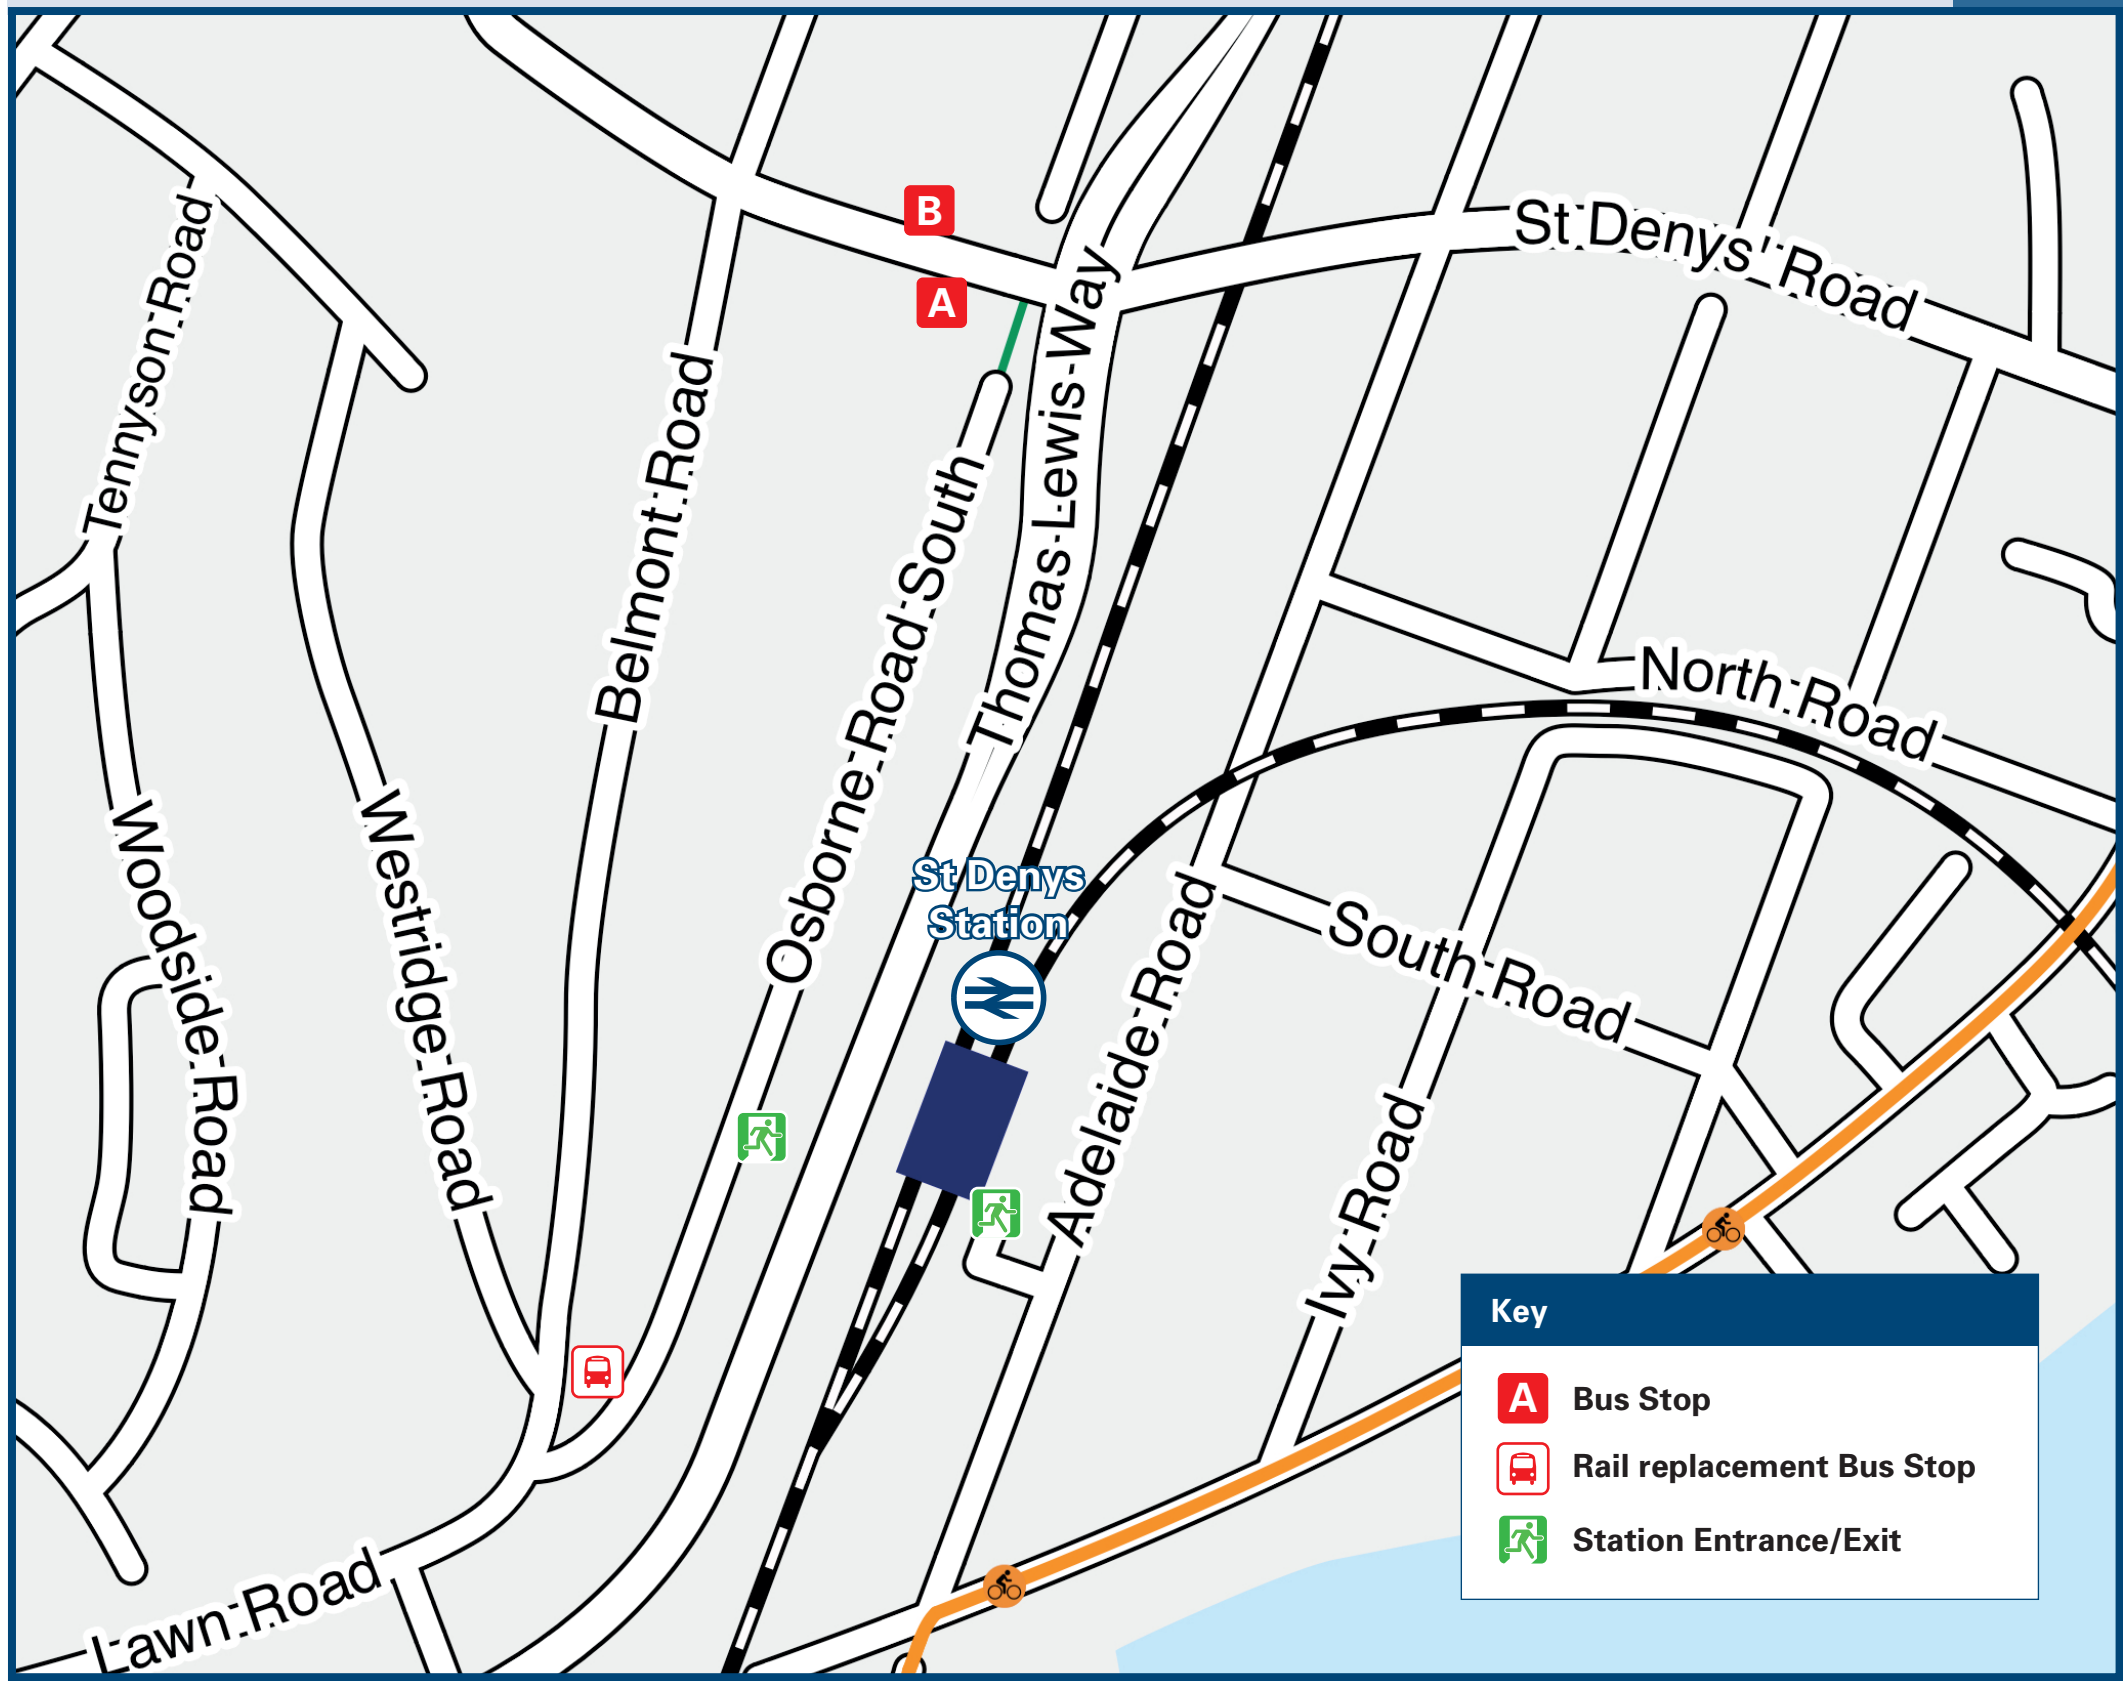 B
A
St Denys' Road
Tennyson Road
Belmont Road
Osborne Road South
Thomas Lewis Way
North Road
Woodside Road
Westridge Road
St Denys
Station
Adelaide Road
South Road
Ivy Road
Lawn Road
Key
A Bus Stop
Rail replacement Bus Stop
Station Entrance/Exit